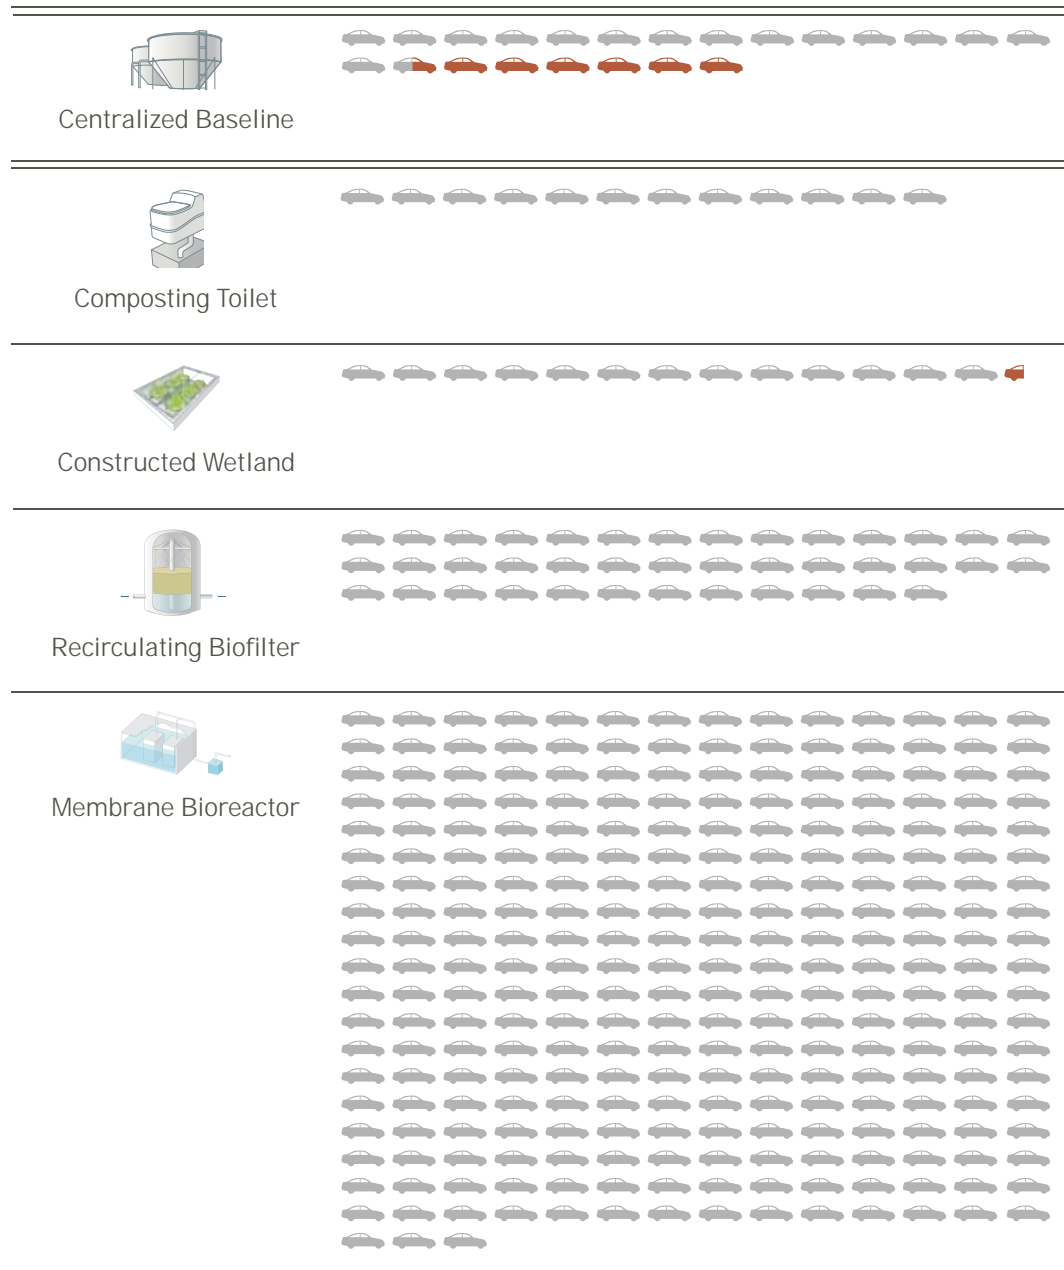 Centralized Baseline
Composting Toilet
Constructed Wetland
Recirculating Biofilter
Membrane Bioreactor